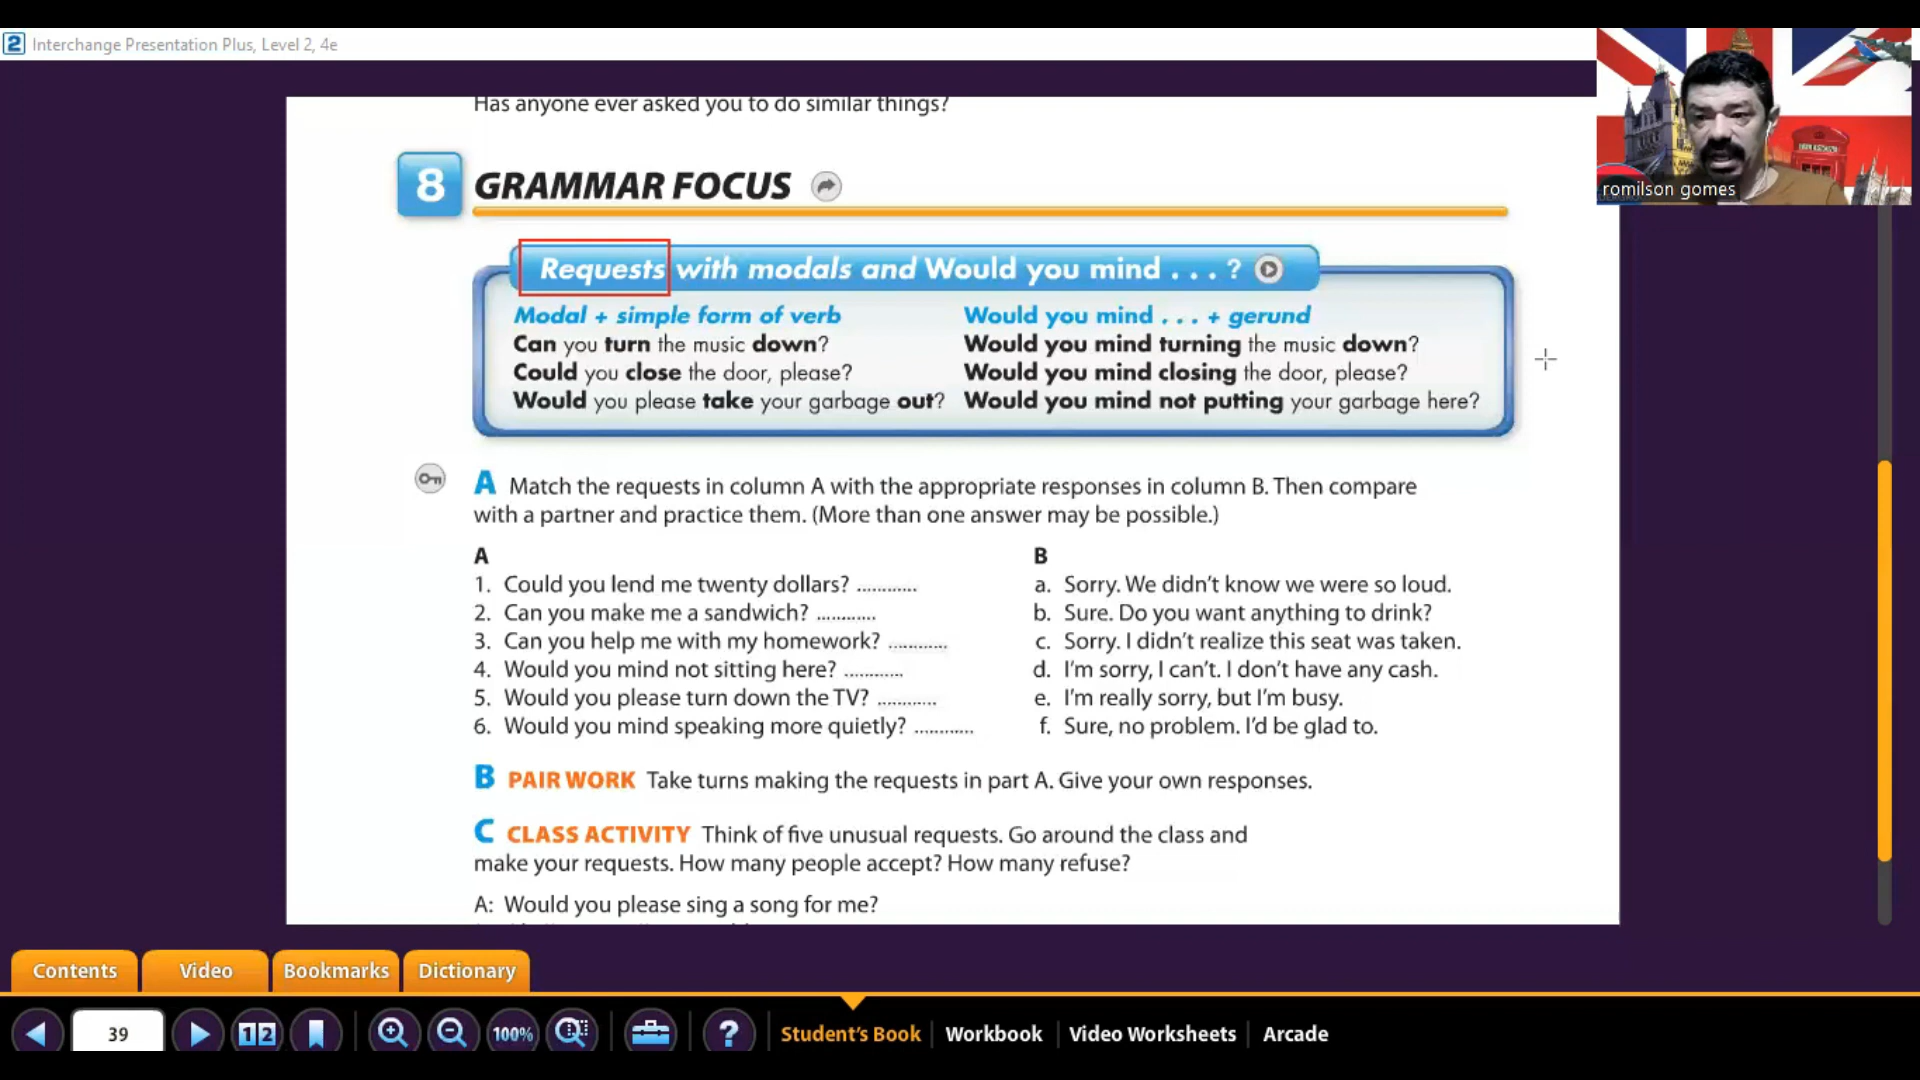 2 Interchange Presentation Plus, Level 2, 4e
romilson gomes
Has anyone ever asked you to do similar things?
8 GRAMMAR FOCUS
Requests with modals and Would you mind . . . ?
Modal + simple form of verb
Can you turn the music down?
Could you close the door, please?
Would you please take your garbage out?
Would you mind . . . + gerund
Would you mind turning the music down?
Would you mind closing the door, please?
Would you mind not putting your garbage here?
A Match the requests in column A with the appropriate responses in column B. Then compare
with a partner and practice them. (More than one answer may be possible.)
A
1. Could you lend me twenty dollars? ............
2. Can you make me a sandwich? ............
3. Can you help me with my homework? ............
4. Would you mind not sitting here? ............
5. Would you please turn down the TV? ............
6. Would you mind speaking more quietly? ............
B
a. Sorry. We didn't know we were so loud.
b. Sure. Do you want anything to drink?
c. Sorry. I didn't realize this seat was taken.
d. I'm sorry, I can't. I don't have any cash.
e. I'm really sorry, but I'm busy.
f. Sure, no problem. I'd be glad to.
B PAIR WORK Take turns making the requests in part A. Give your own responses.
C CLASS ACTIVITY Think of five unusual requests. Go around the class and
make your requests. How many people accept? How many refuse?
A: Would you please sing a song for me?
Contents Video Bookmarks Dictionary
39 12 100% ? Student's Book Workbook Video Worksheets Arcade